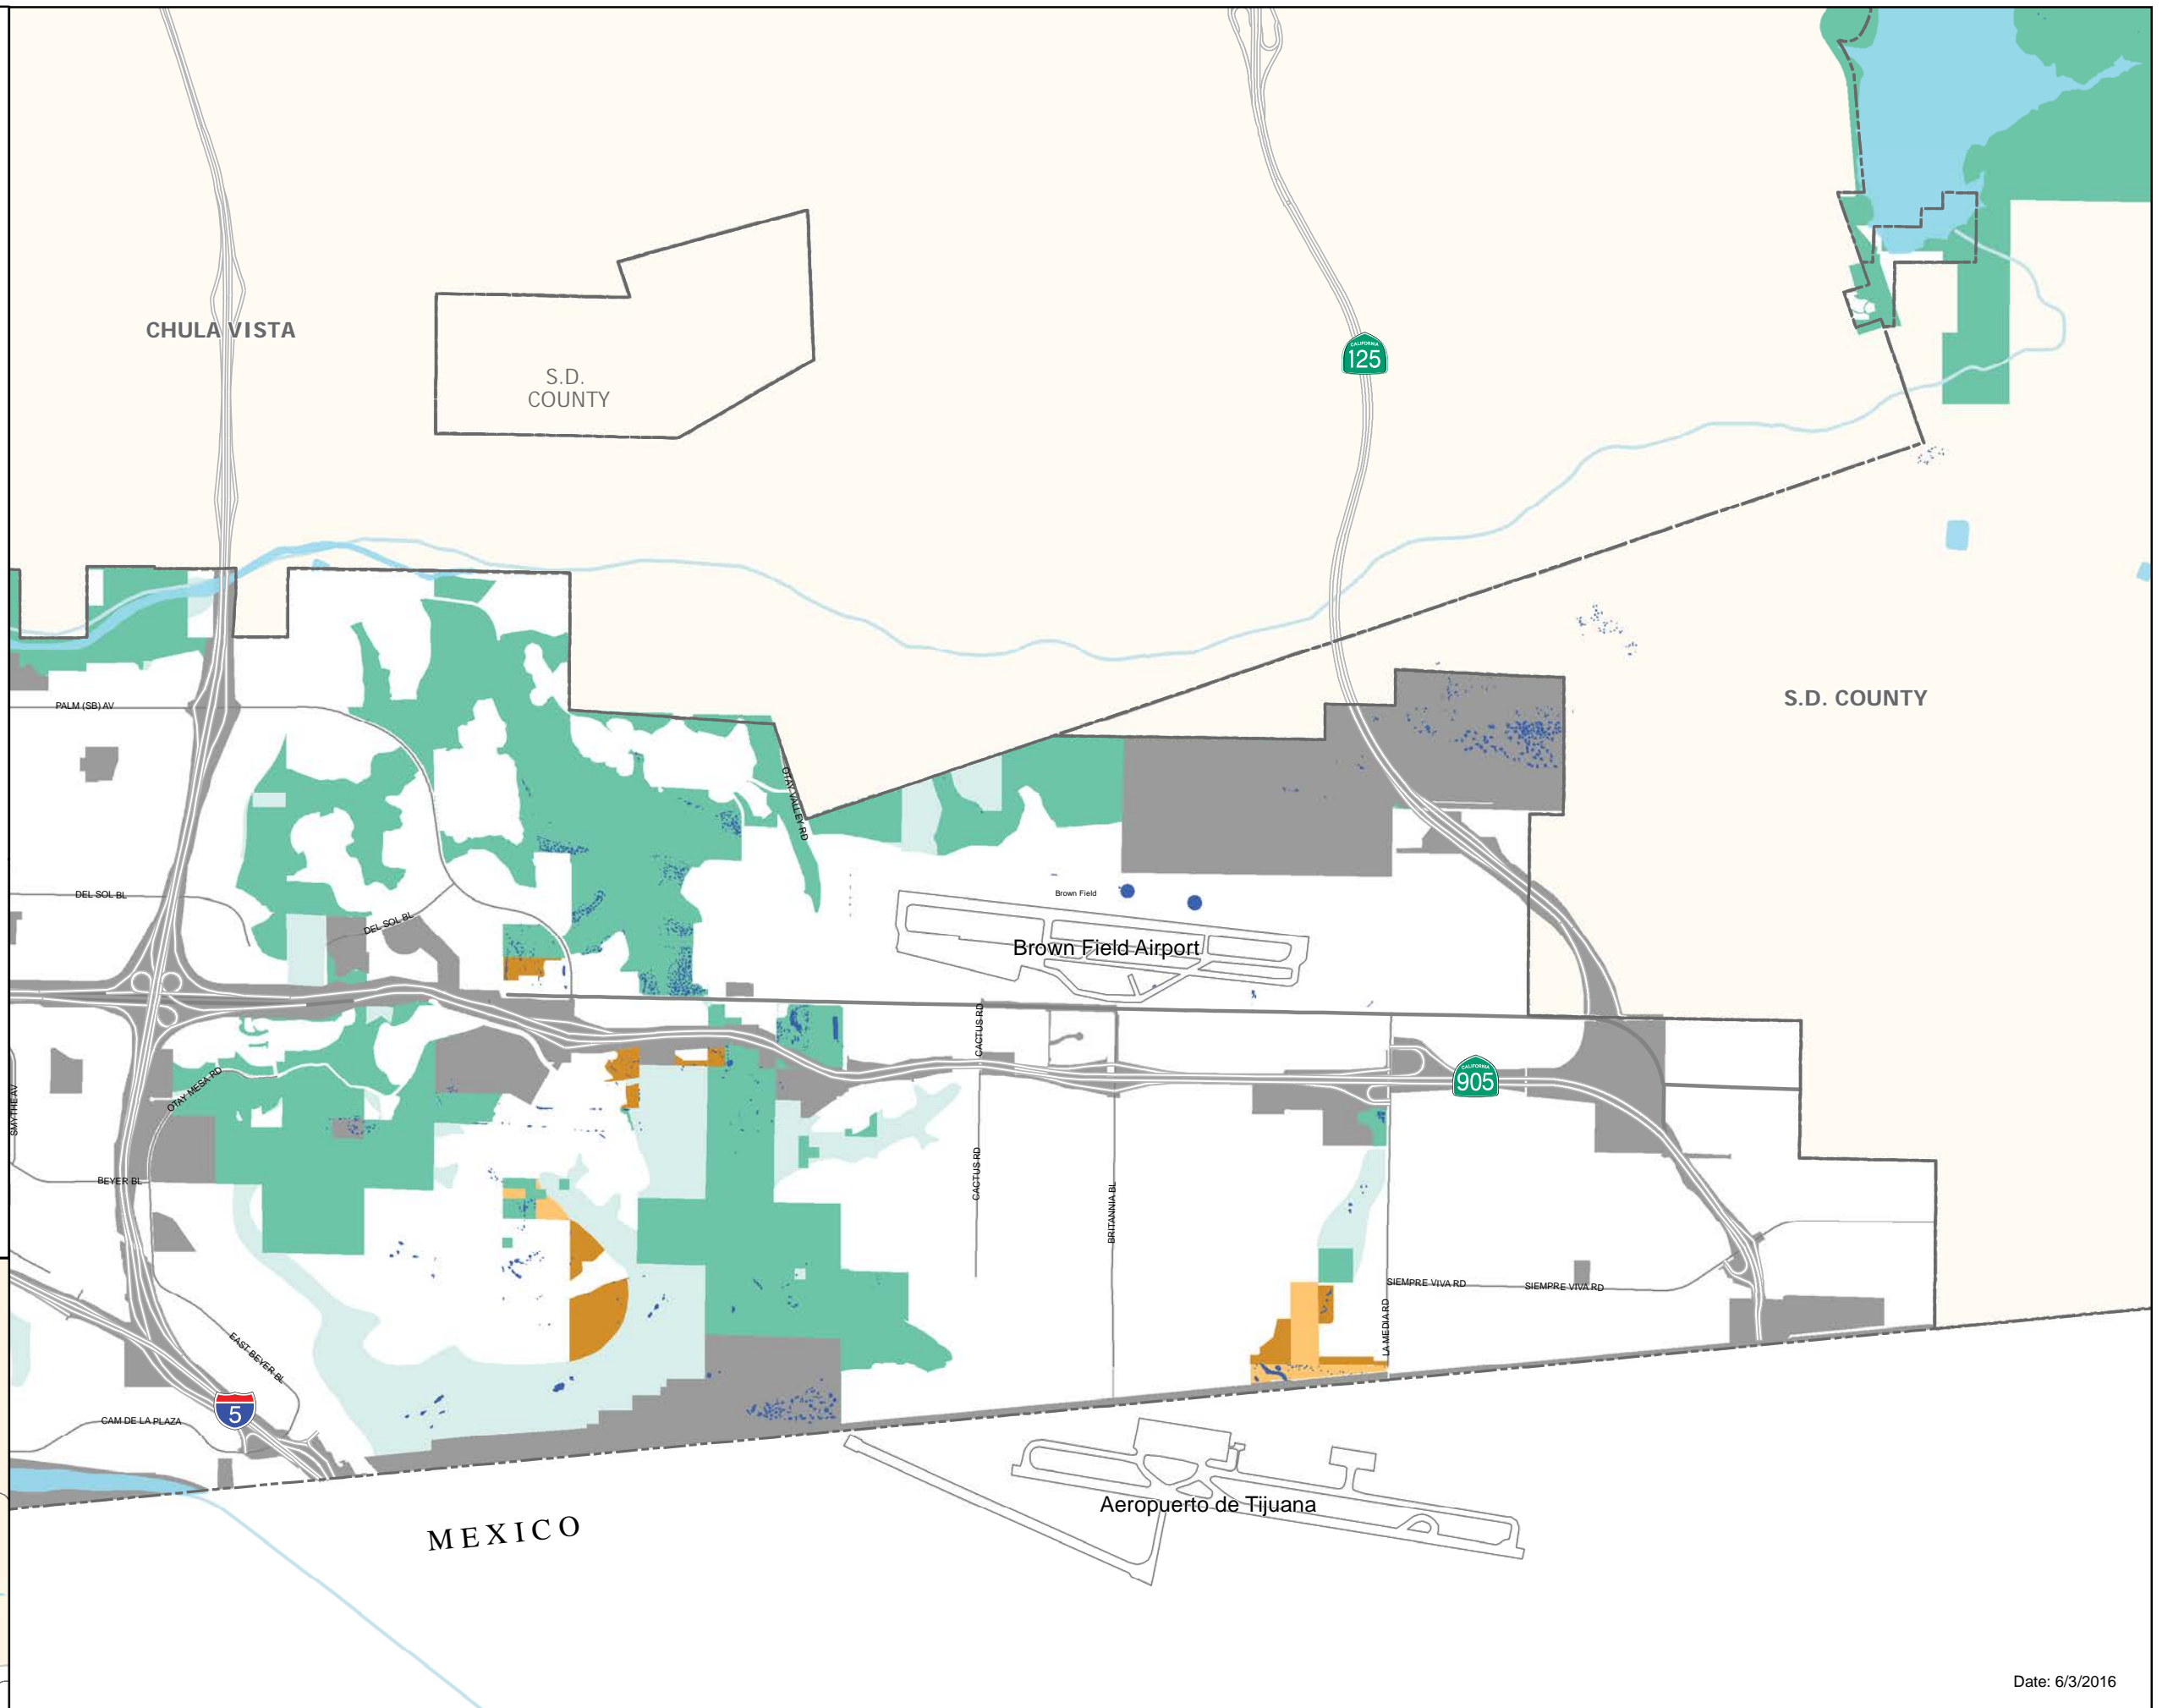 CHULA VISTA
S.D.
COUNTY
CALIFORNIA
125
S.D. COUNTY
PALM (SB) AV
OTAY VALLEY RD
DEL SOL BL
DEL SOL BL
Brown Field
Brown Field Airport
CACTUS RD
OTAY MESA RD
CALIFORNIA
905
SMYTHE AV
BEYER BL
CACTUS RD
BRITANNIA BL
SIEMPRE VIVA RD
SIEMPRE VIVA RD
LA MEDIA RD
EAST BEYER BL
5
CAM DE LA PLAZA
Aeropuerto de Tijuana
MEXICO
Date: 6/3/2016